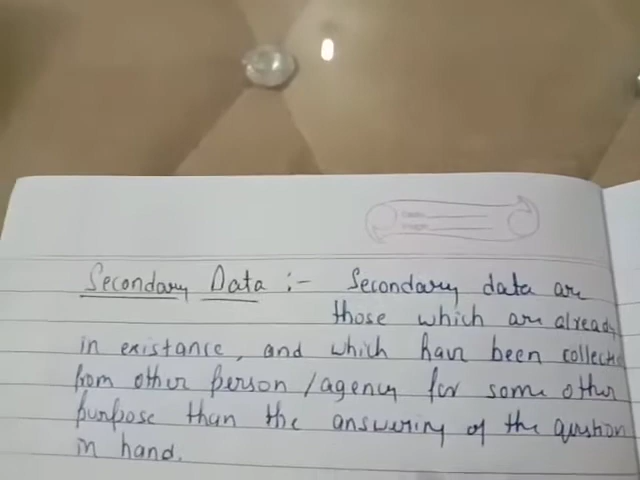 Secondary Data :- Secondary data are
those which are already
in existance, and which have been collected
from other person/agency for some other
purpose than the answering of the question
in hand.